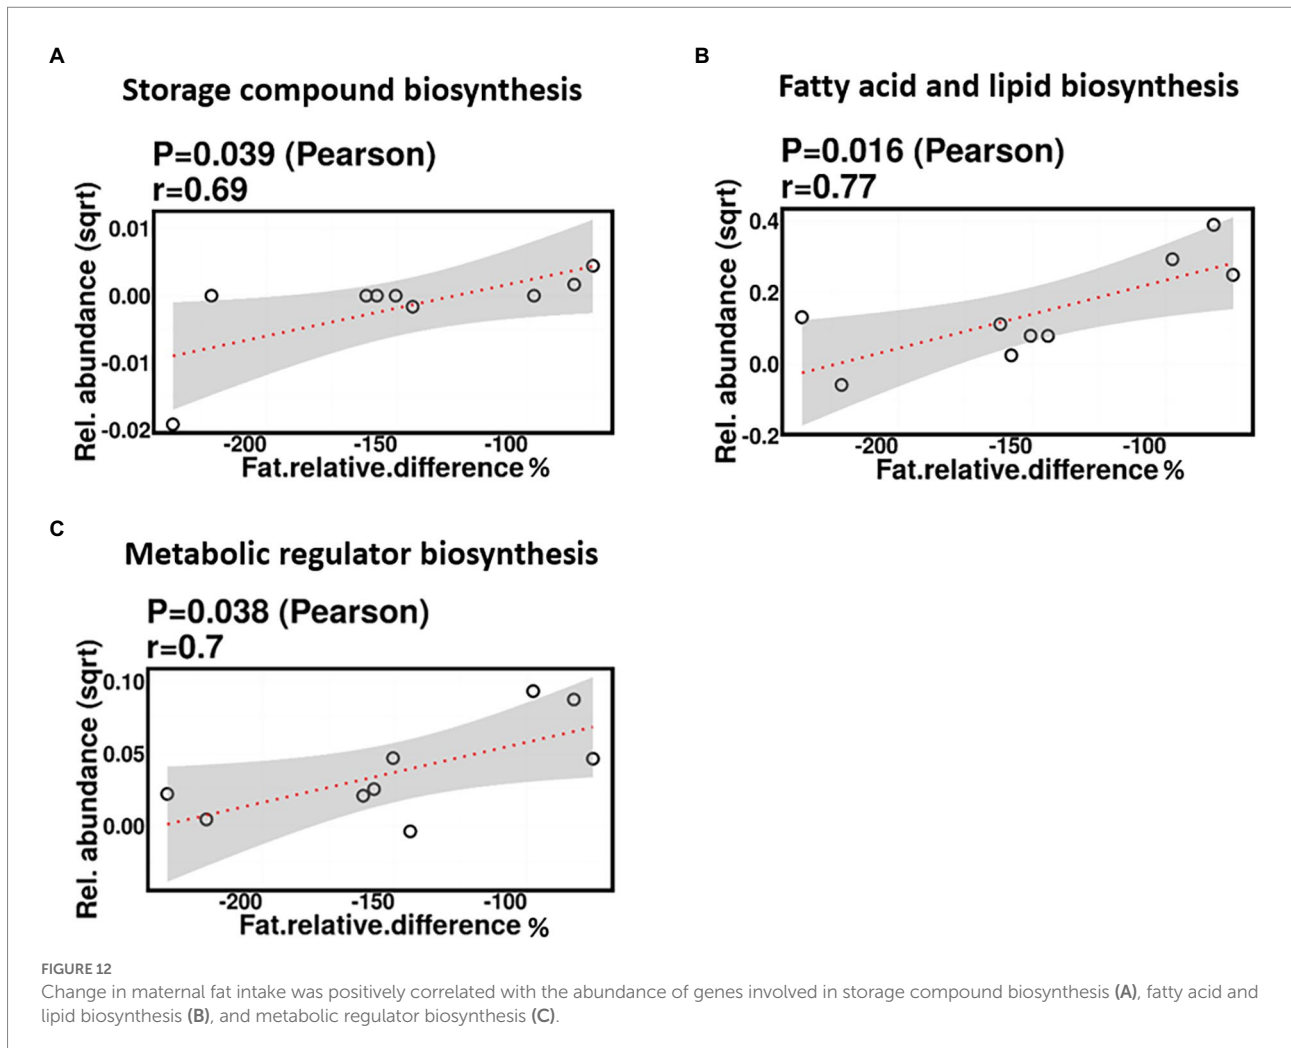 A
Storage compound biosynthesis
P=0.039 (Pearson)
r=0.69
Rel. abundance (sqrt)
0.01
0.00
-0.01
-0.02
-200 -150 -100
Fat.relative.difference %
B
Fatty acid and lipid biosynthesis
P=0.016 (Pearson)
r=0.77
Rel. abundance (sqrt)
0.4
0.2
0.0
-0.2
-200 -150 -100
Fat.relative.difference %
C
Metabolic regulator biosynthesis
P=0.038 (Pearson)
r=0.7
Rel. abundance (sqrt)
0.10
0.05
0.00
-200 -150 -100
Fat.relative.difference %
FIGURE 12
Change in maternal fat intake was positively correlated with the abundance of genes involved in storage compound biosynthesis (A), fatty acid and
lipid biosynthesis (B), and metabolic regulator biosynthesis (C).